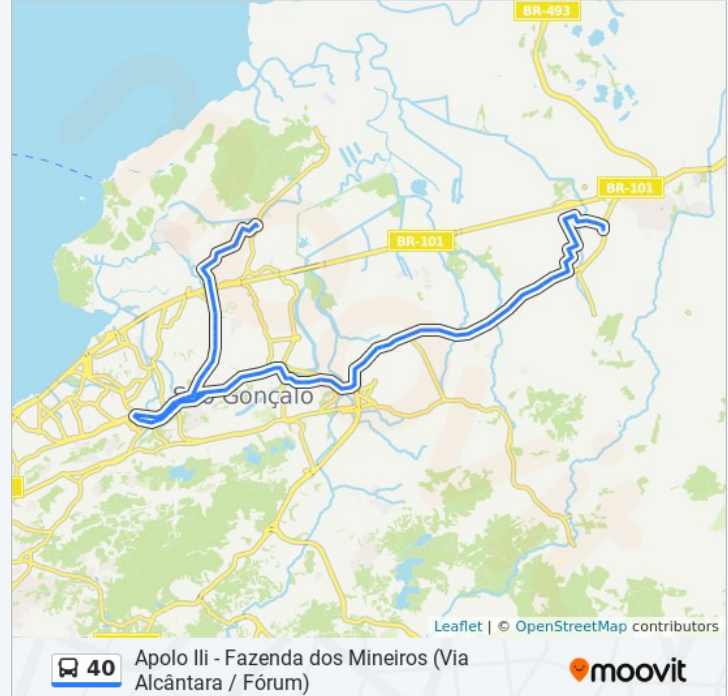 BR-493
BR-101
BR-101
São Gonçalo
Leaflet | © OpenStreetMap contributors
40
Apolo Ili - Fazenda dos Mineiros (Via
Alcântara / Fórum)
moovit